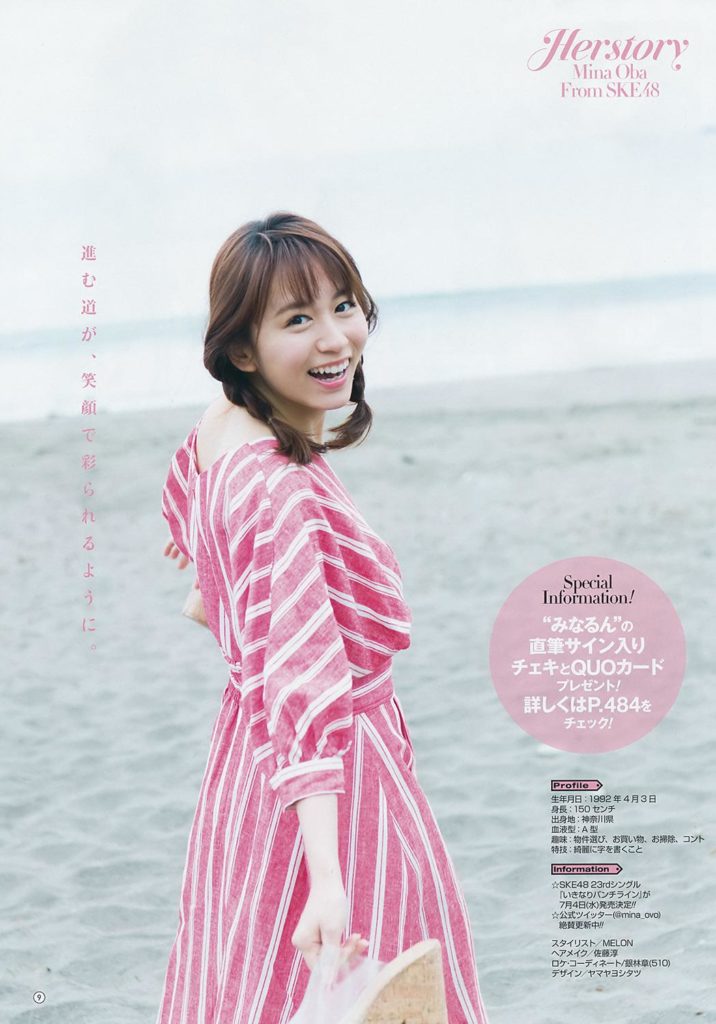 Herstory
Mina Oba
From SKE48
進む道が、笑顔で彩られるように。
Special
Information!
“みなるん”の
直筆サイン入り
チェキとQUOカード
プレゼント!
詳しくはP.484を
チェック!
Profile
生年月日:1992年4月3日
身長:150センチ
出身地:神奈川県
血液型:A型
趣味:物件選び、お買い物、お掃除、コント
特技:綺麗に字を書くこと
Information
☆SKE48 23rdシングル
「いきなりパンチライン」が
7月4日(水)発売決定!!
☆公式ツイッター(@mina_ovo)
絶賛更新中!!
スタイリスト/MELON
ヘアメイク/佐藤淳
ロケ・コーディネート/銀林章(510)
デザイン/ヤマヤヨシタツ
9